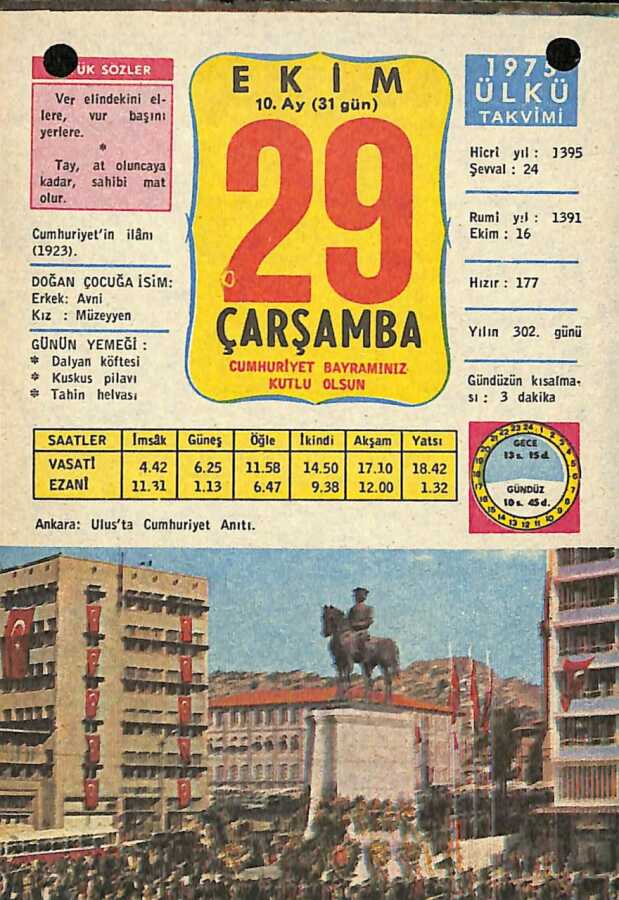 ÜK SÖZLER
Ver elindekini el-
lere, vur başını
yerlere.
*
Tay, at oluncaya
kadar, sahibi mat
olur.
Cumhuriyet'in ilânı
(1923).
DOĞAN ÇOCUĞA İSİM:
Erkek: Avni
Kız : Müzeyyen
GÜNÜN YEMEĞİ :
* Dalyan köftesi
* Kuskus pilavı
* Tahin helvası
EKİM
10. Ay (31 gün)
29
ÇARŞAMBA
CUMHURİYET BAYRAMINIZ
KUTLU OLSUN
1975
ÜLKÜ
TAKVİMİ
Hicrî yıl : 1395
Şevval : 24
Rumi yıl : 1391
Ekim : 16
Hızır : 177
Yılın 302. günü
Gündüzün kısalma-
sı : 3 dakika
SAATLER İmsâk Güneş Öğle İkindi Akşam Yatsı
VASATİ 4.42 6.25 11.58 14.50 17.10 18.42
EZANİ 11.31 1.13 6.47 9.38 12.00 1.32
GECE
13 s. 15 d.
GÜNDÜZ
10 s. 45 d.
Ankara: Ulus'ta Cumhuriyet Anıtı.